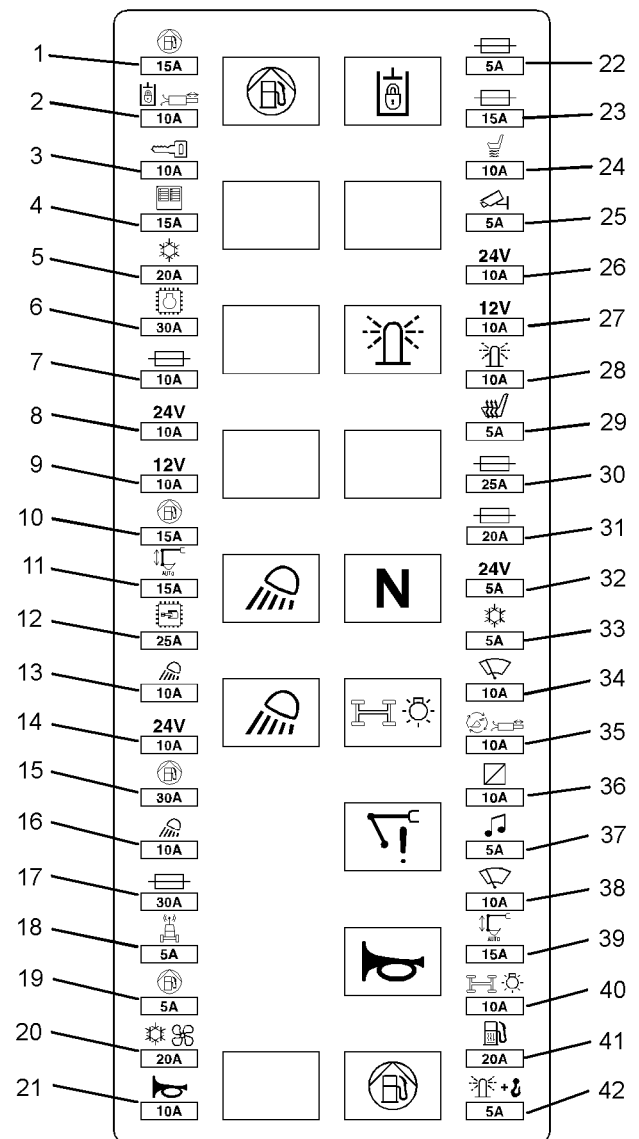 1 15A
2 10A
3 10A
4 15A
5 20A
6 30A
7 10A
8 24V 10A
9 12V 10A
10 15A
11 AUTO 15A
12 25A
13 10A
14 24V 10A
15 30A
16 10A
17 30A
18 5A
19 5A
20 20A
21 10A
N
5A 22
15A 23
10A 24
5A 25
24V 10A 26
12V 10A 27
10A 28
5A 29
25A 30
20A 31
24V 5A 32
5A 33
10A 34
10A 35
10A 36
5A 37
10A 38
AUTO 15A 39
10A 40
20A 41
+ 5A 42